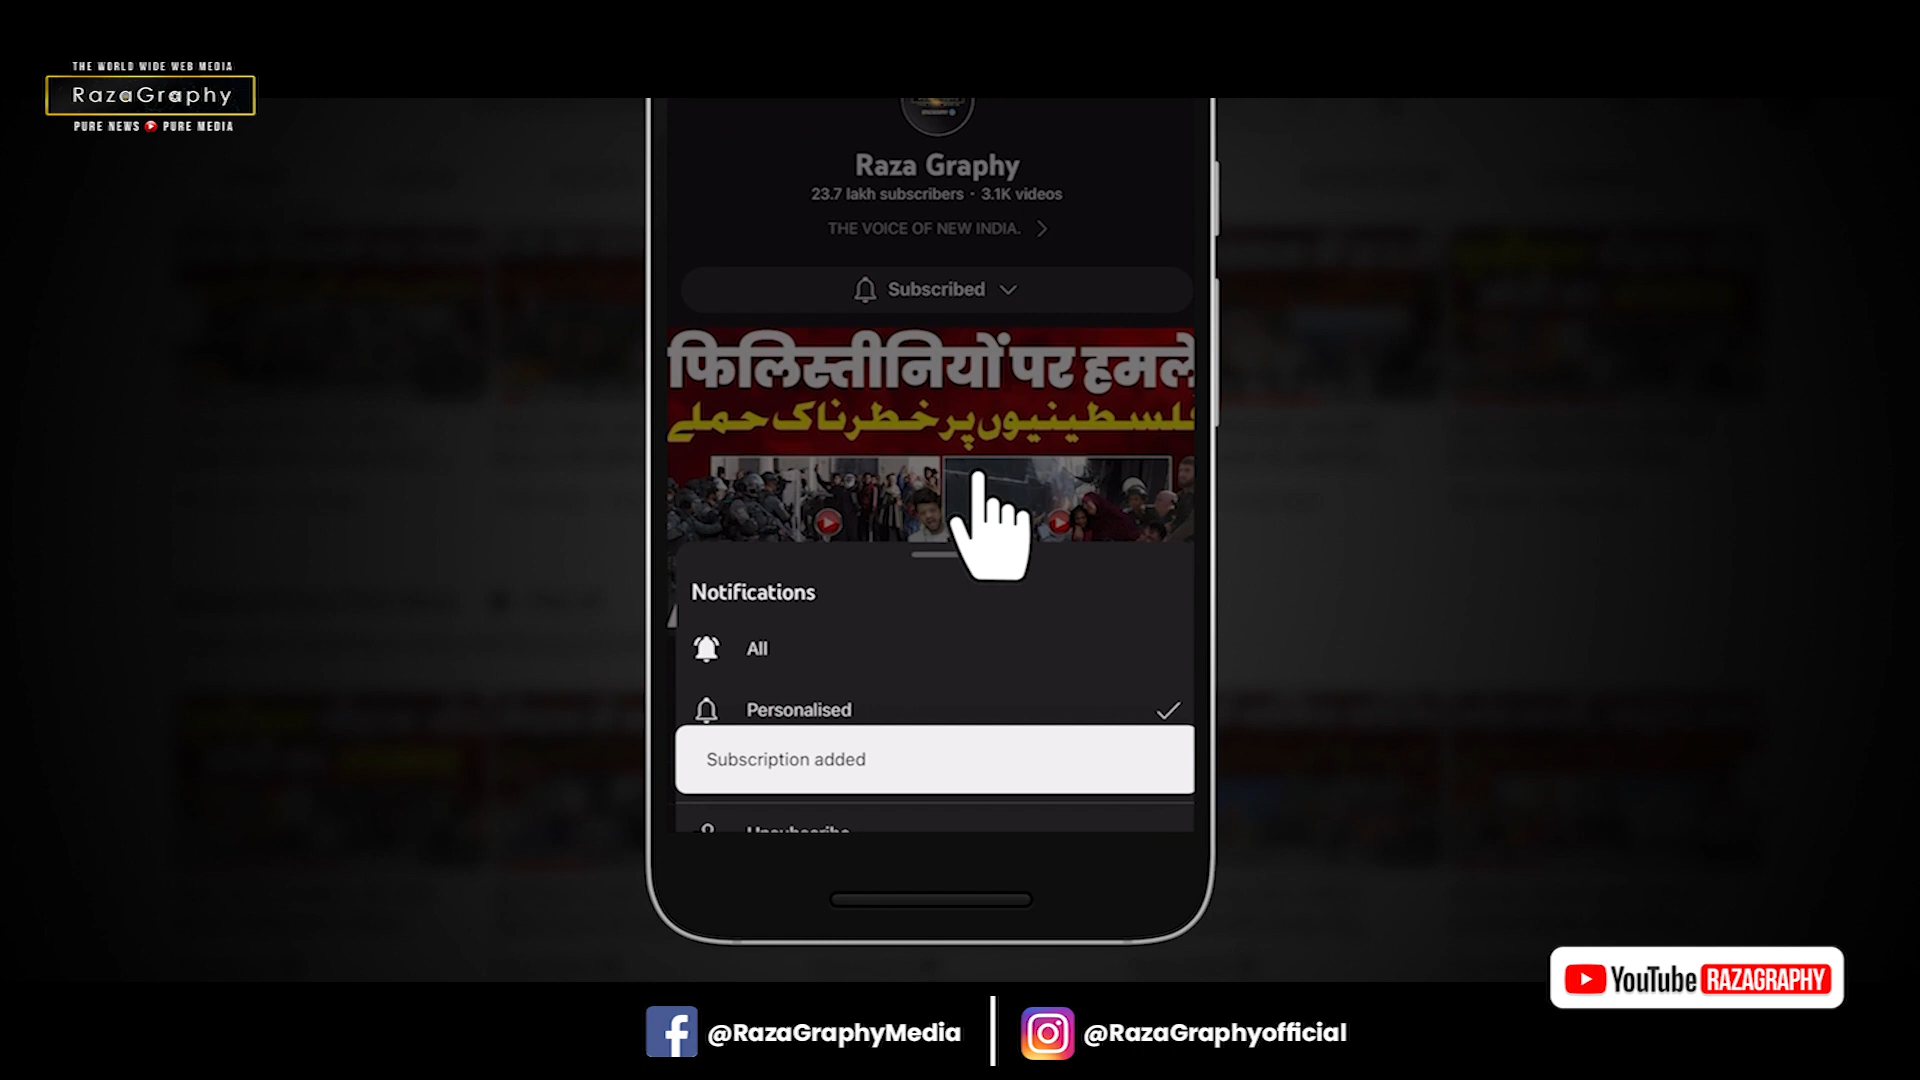 THE WORLD WIDE WEB MEDIA
RazaGraphy
PURE NEWS PURE MEDIA
Raza Graphy
23.7 lakh subscribers · 3.1K videos
THE VOICE OF NEW INDIA.
Subscribed
फिलिस्तीनियों पर हमले
فلسطینیوں پر خطرناک حملے
Notifications
All
Personalised
Subscription added
Unsubscribe
YouTube RAZAGRAPHY
@RazaGraphyMedia
@RazaGraphyofficial